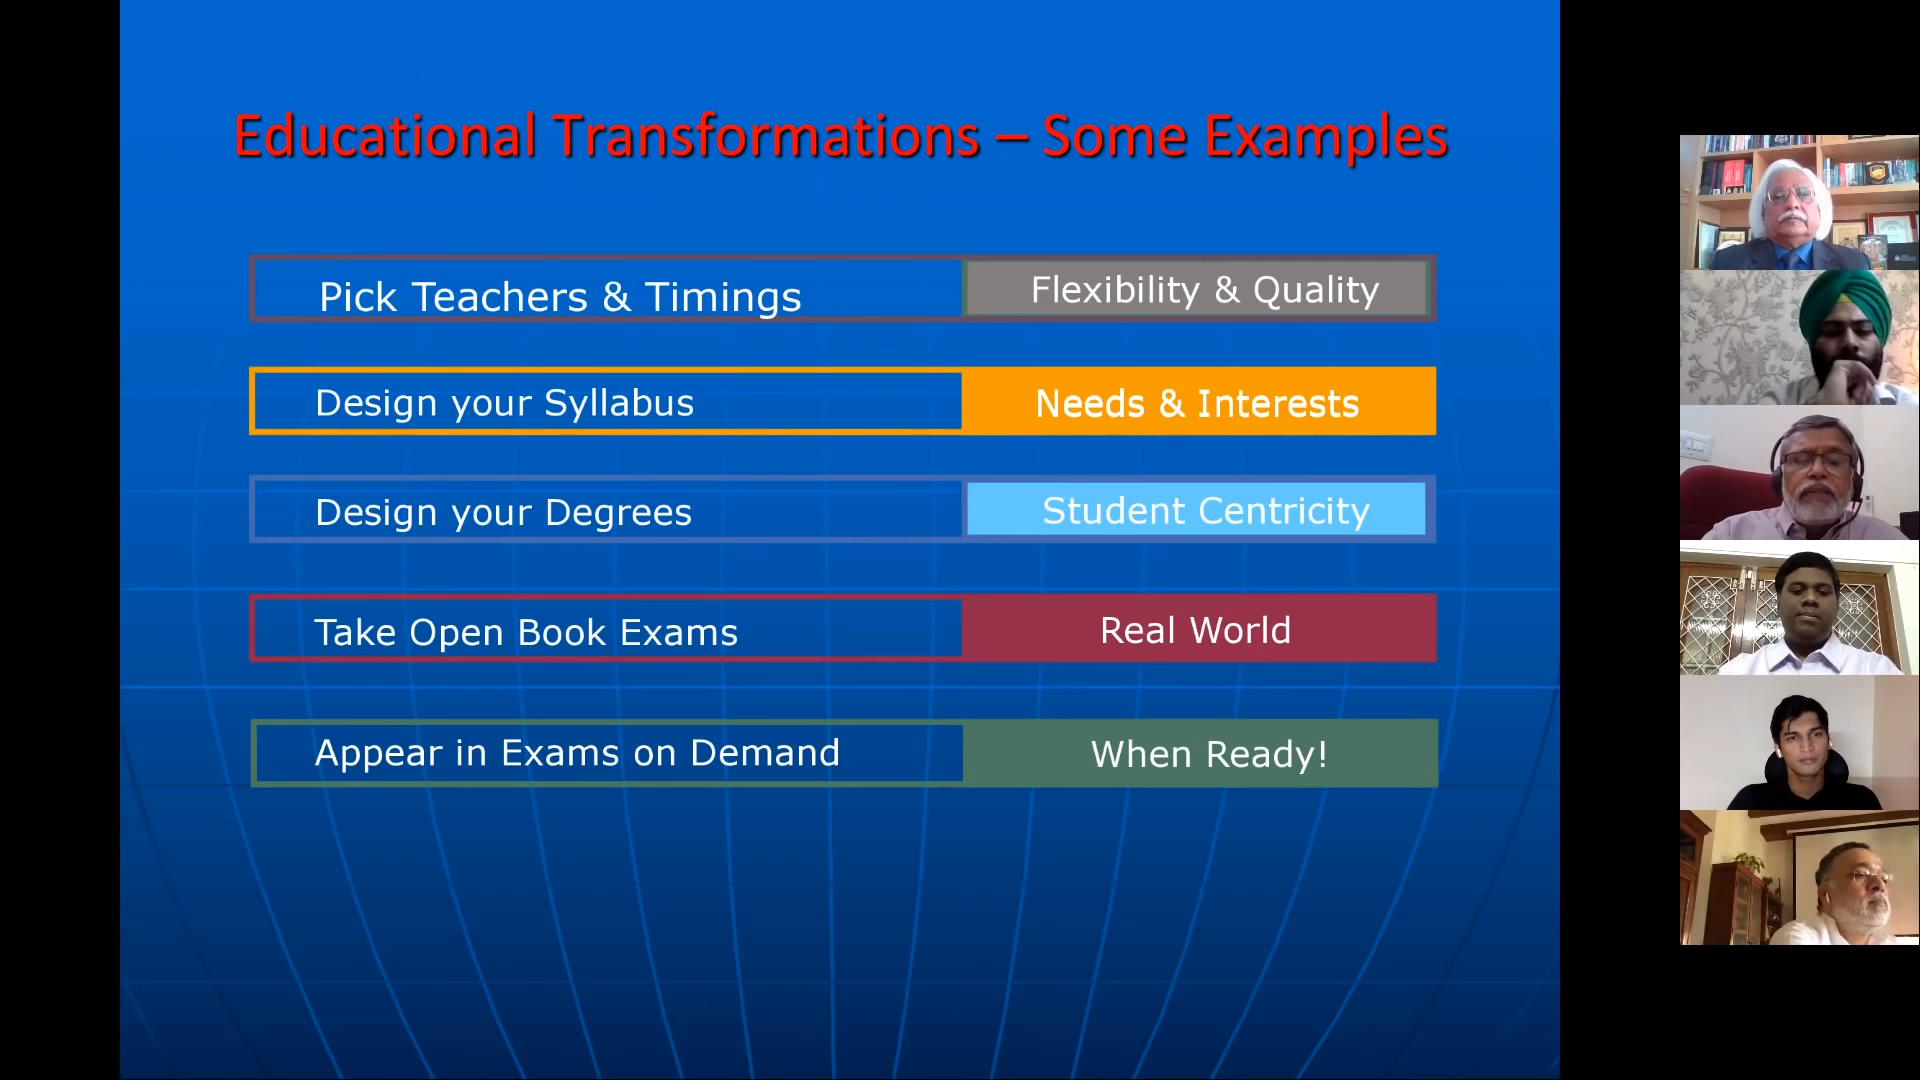 Educational Transformations – Some Examples
Pick Teachers & Timings
Flexibility & Quality
Design your Syllabus
Needs & Interests
Design your Degrees
Student Centricity
Take Open Book Exams
Real World
Appear in Exams on Demand
When Ready!